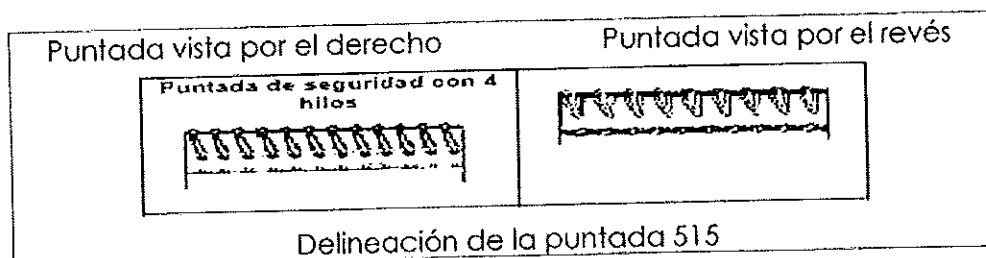 Puntada vista por el derecho
Puntada vista por el revés
Puntada de seguridad con 4
hilos
Delineación de la puntada 515